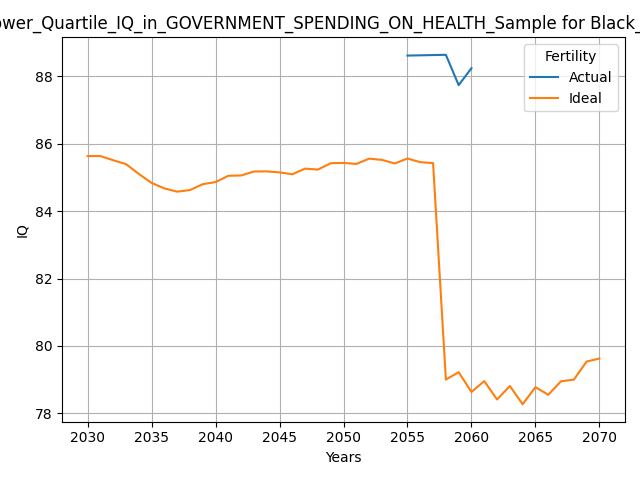 ower_Quartile_IQ_in_GOVERNMENT_SPENDING_ON_HEALTH_Sample for Black_
Fertility
Actual
Ideal
88
86
84
82
80
78
IQ
2030 2035 2040 2045 2050 2055 2060 2065 2070
Years